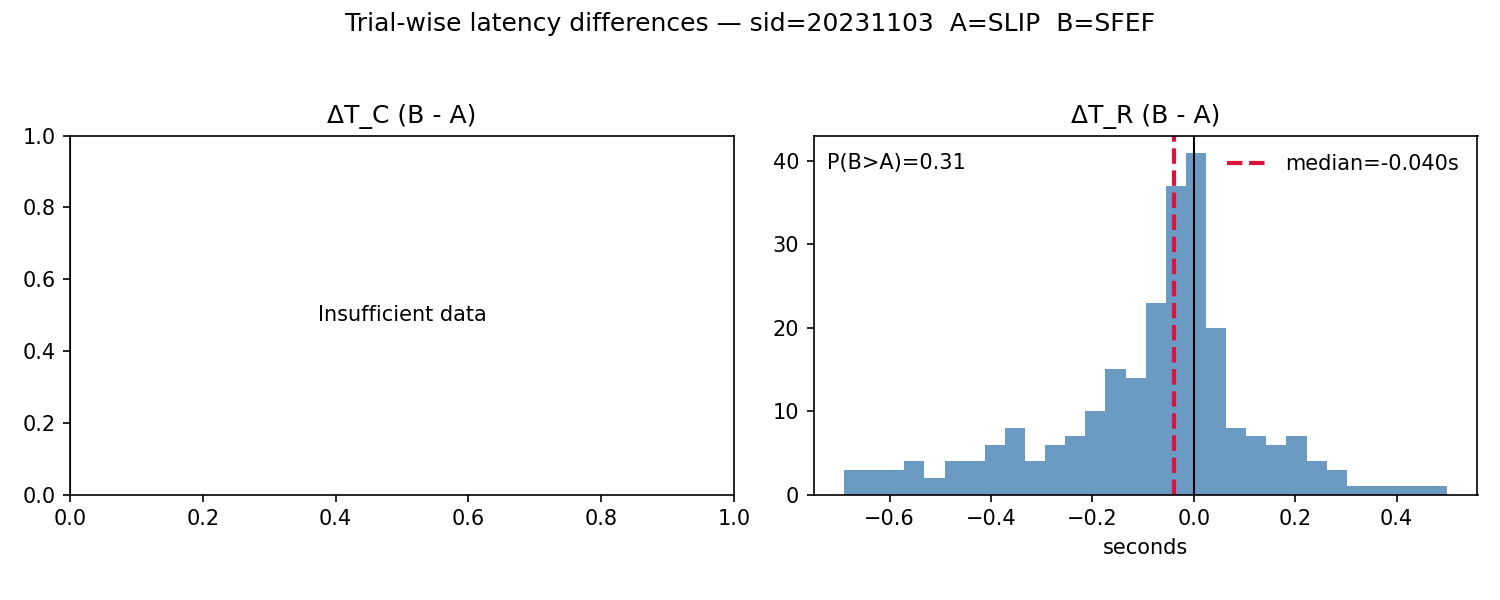 Trial-wise latency differences — sid=20231103  A=SLIP  B=SFEF
ΔT_C (B - A)
1.0
0.8
0.6
0.4
0.2
0.0
Insufficient data
0.0 0.2 0.4 0.6 0.8 1.0
ΔT_R (B - A)
P(B>A)=0.31
median=-0.040s
40
30
20
10
0
−0.6 −0.4 −0.2 0.0 0.2 0.4
seconds